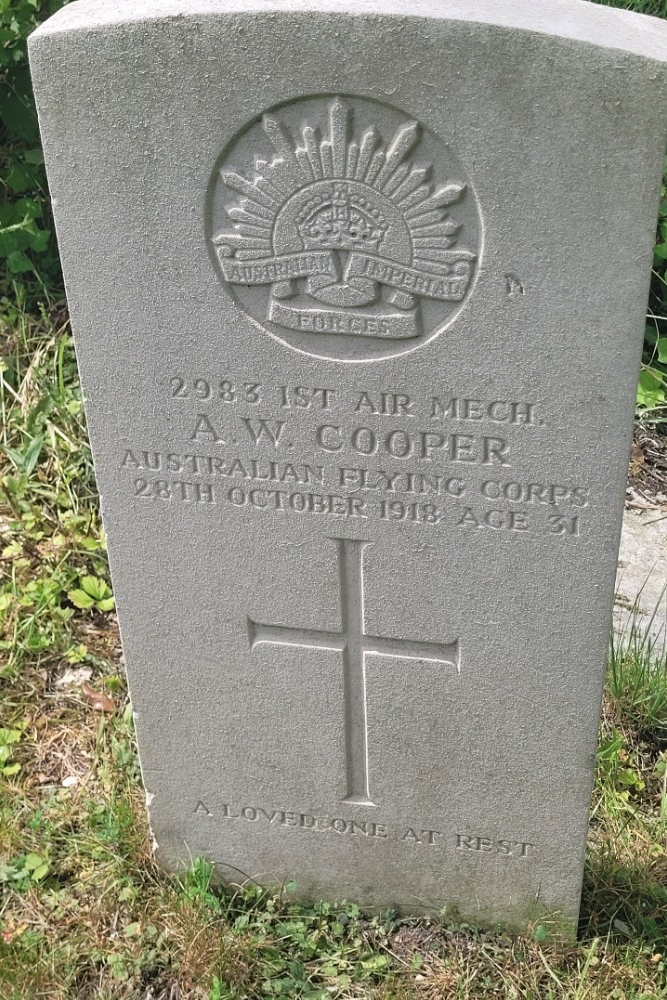 AUSTRALIAN IMPERIAL
FORCES
2983 1ST AIR MECH.
A.W. COOPER
AUSTRALIAN FLYING CORPS
28TH OCTOBER 1918 AGE 31
A LOVED ONE AT REST